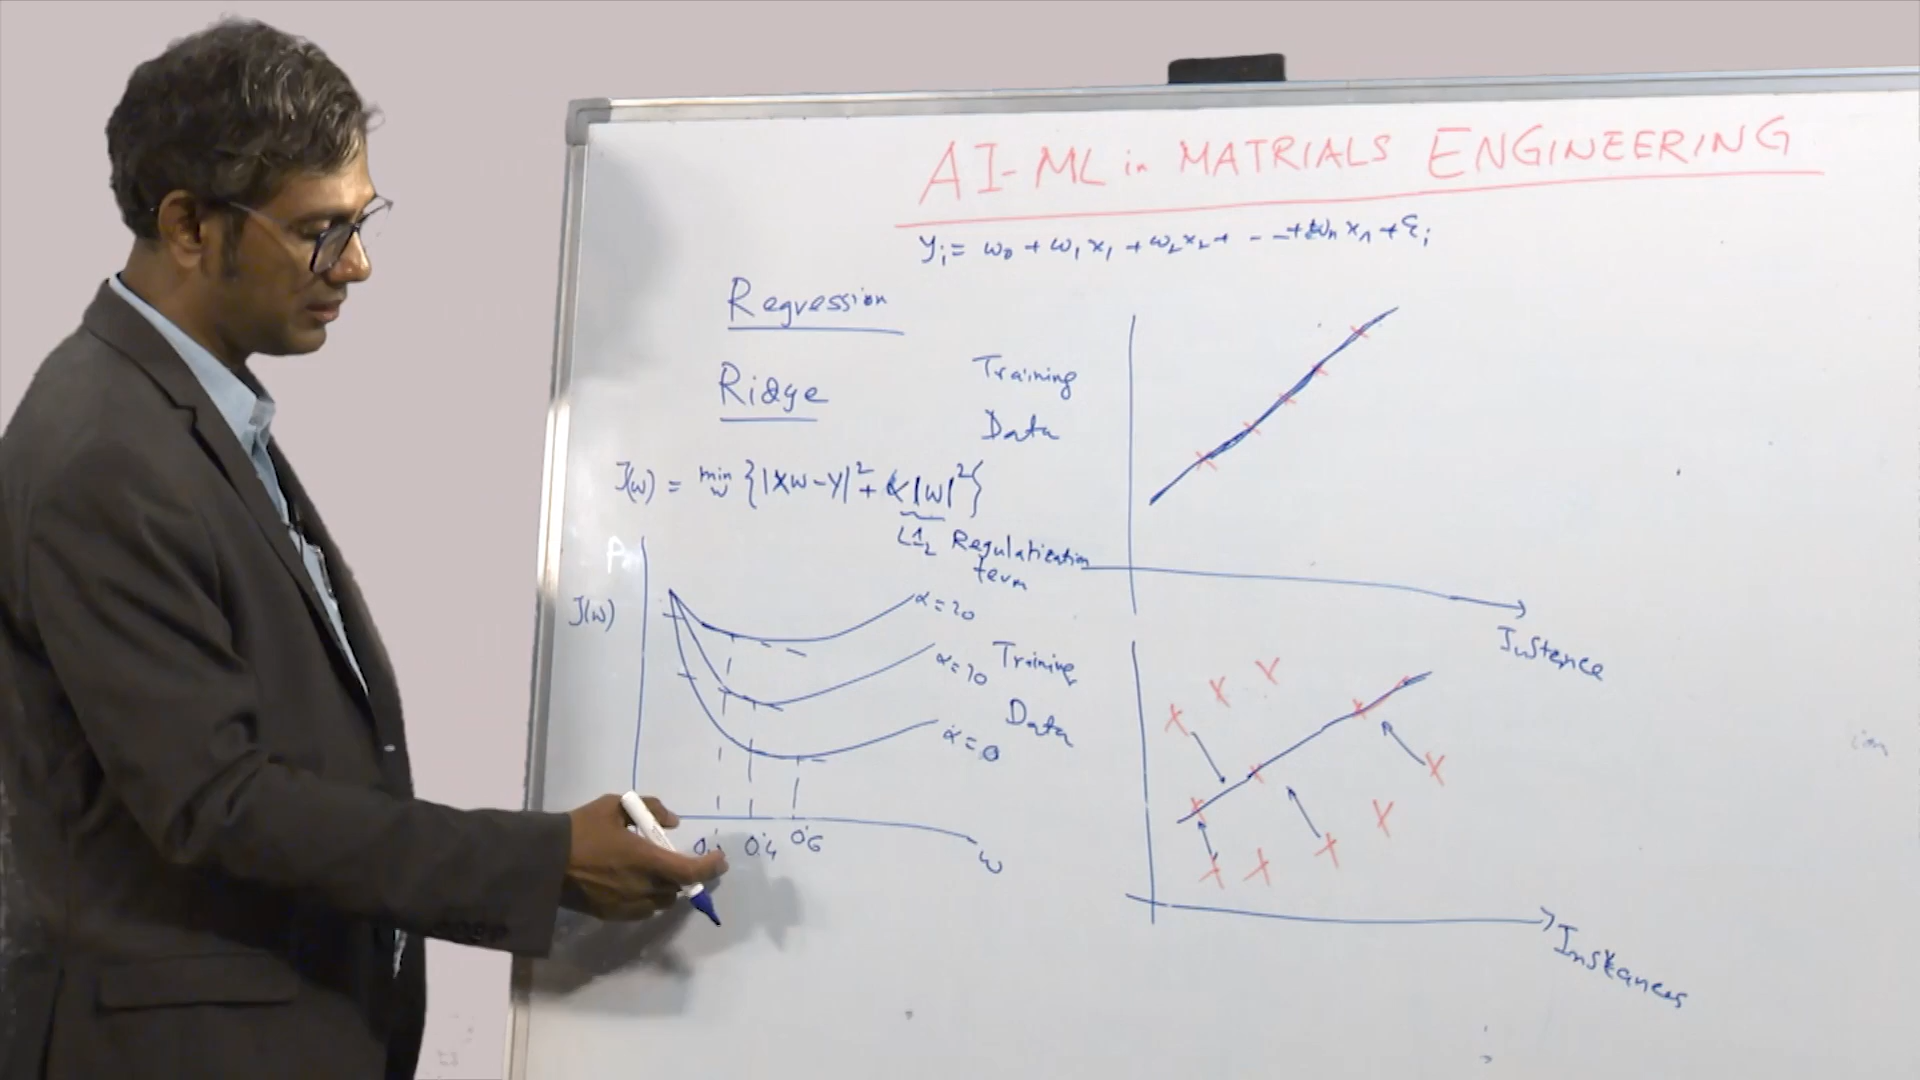 AI-ML in MATRIALS ENGINEERING
yᵢ = w₀ + w₁x₁ + w₂x₂ + - - + wₙxₙ + εᵢ
Regression
Ridge
J(w) = min w {|Xw-Y|² + α|w|²}
L2 Regulatization
term
Training
Data
Instence
J(w)
α=20
α=10
α=0
Training
Data
0.4 0.6
w
Instances